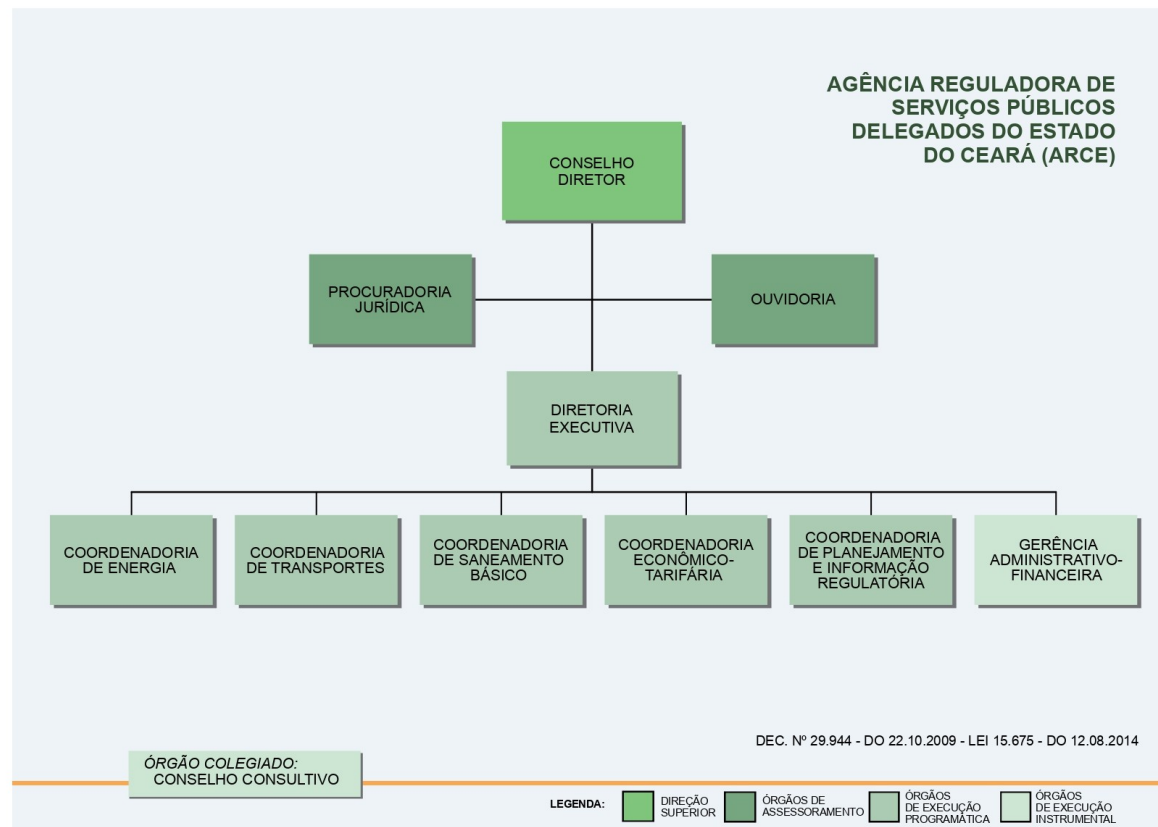 AGÊNCIA REGULADORA DE
SERVIÇOS PÚBLICOS
DELEGADOS DO ESTADO
DO CEARÁ (ARCE)
CONSELHO
DIRETOR
PROCURADORIA
JURÍDICA
OUVIDORIA
DIRETORIA
EXECUTIVA
COORDENADORIA
DE ENERGIA
COORDENADORIA
DE TRANSPORTES
COORDENADORIA
DE SANEAMENTO
BÁSICO
COORDENADORIA
ECONÔMICO-
TARIFÁRIA
COORDENADORIA
DE PLANEJAMENTO
E INFORMAÇÃO
REGULATÓRIA
GERÊNCIA
ADMINISTRATIVO-
FINANCEIRA
DEC. Nº 29.944 - DO 22.10.2009 - LEI 15.675 - DO 12.08.2014
ÓRGÃO COLEGIADO:
CONSELHO CONSULTIVO
LEGENDA:
DIREÇÃO
SUPERIOR
ÓRGÃOS DE
ASSESSORAMENTO
ÓRGÃOS
DE EXECUÇÃO
PROGRAMÁTICA
ÓRGÃOS
DE EXECUÇÃO
INSTRUMENTAL